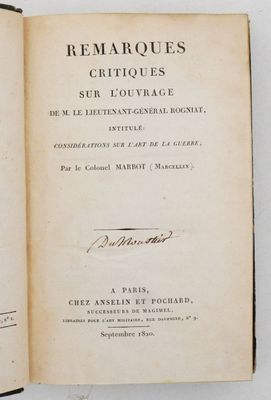 REMARQUES
CRITIQUES
SUR L'OUVRAGE
DE M. LE LIEUTENANT-GÉNÉRAL ROGNIAT,
INTITULÉ:
CONSIDÉRATIONS SUR L'ART DE LA GUERRE;
Par le Colonel MARBOT (MARCELLIN).
DuMoustier
A PARIS,
CHEZ ANSELIN ET POCHARD,
SUCCESSEURS DE MAGIMEL,
LIBRAIRES POUR L'ART MILITAIRE, RUE DAUPHINE, N° 9.
Septembre 1820.